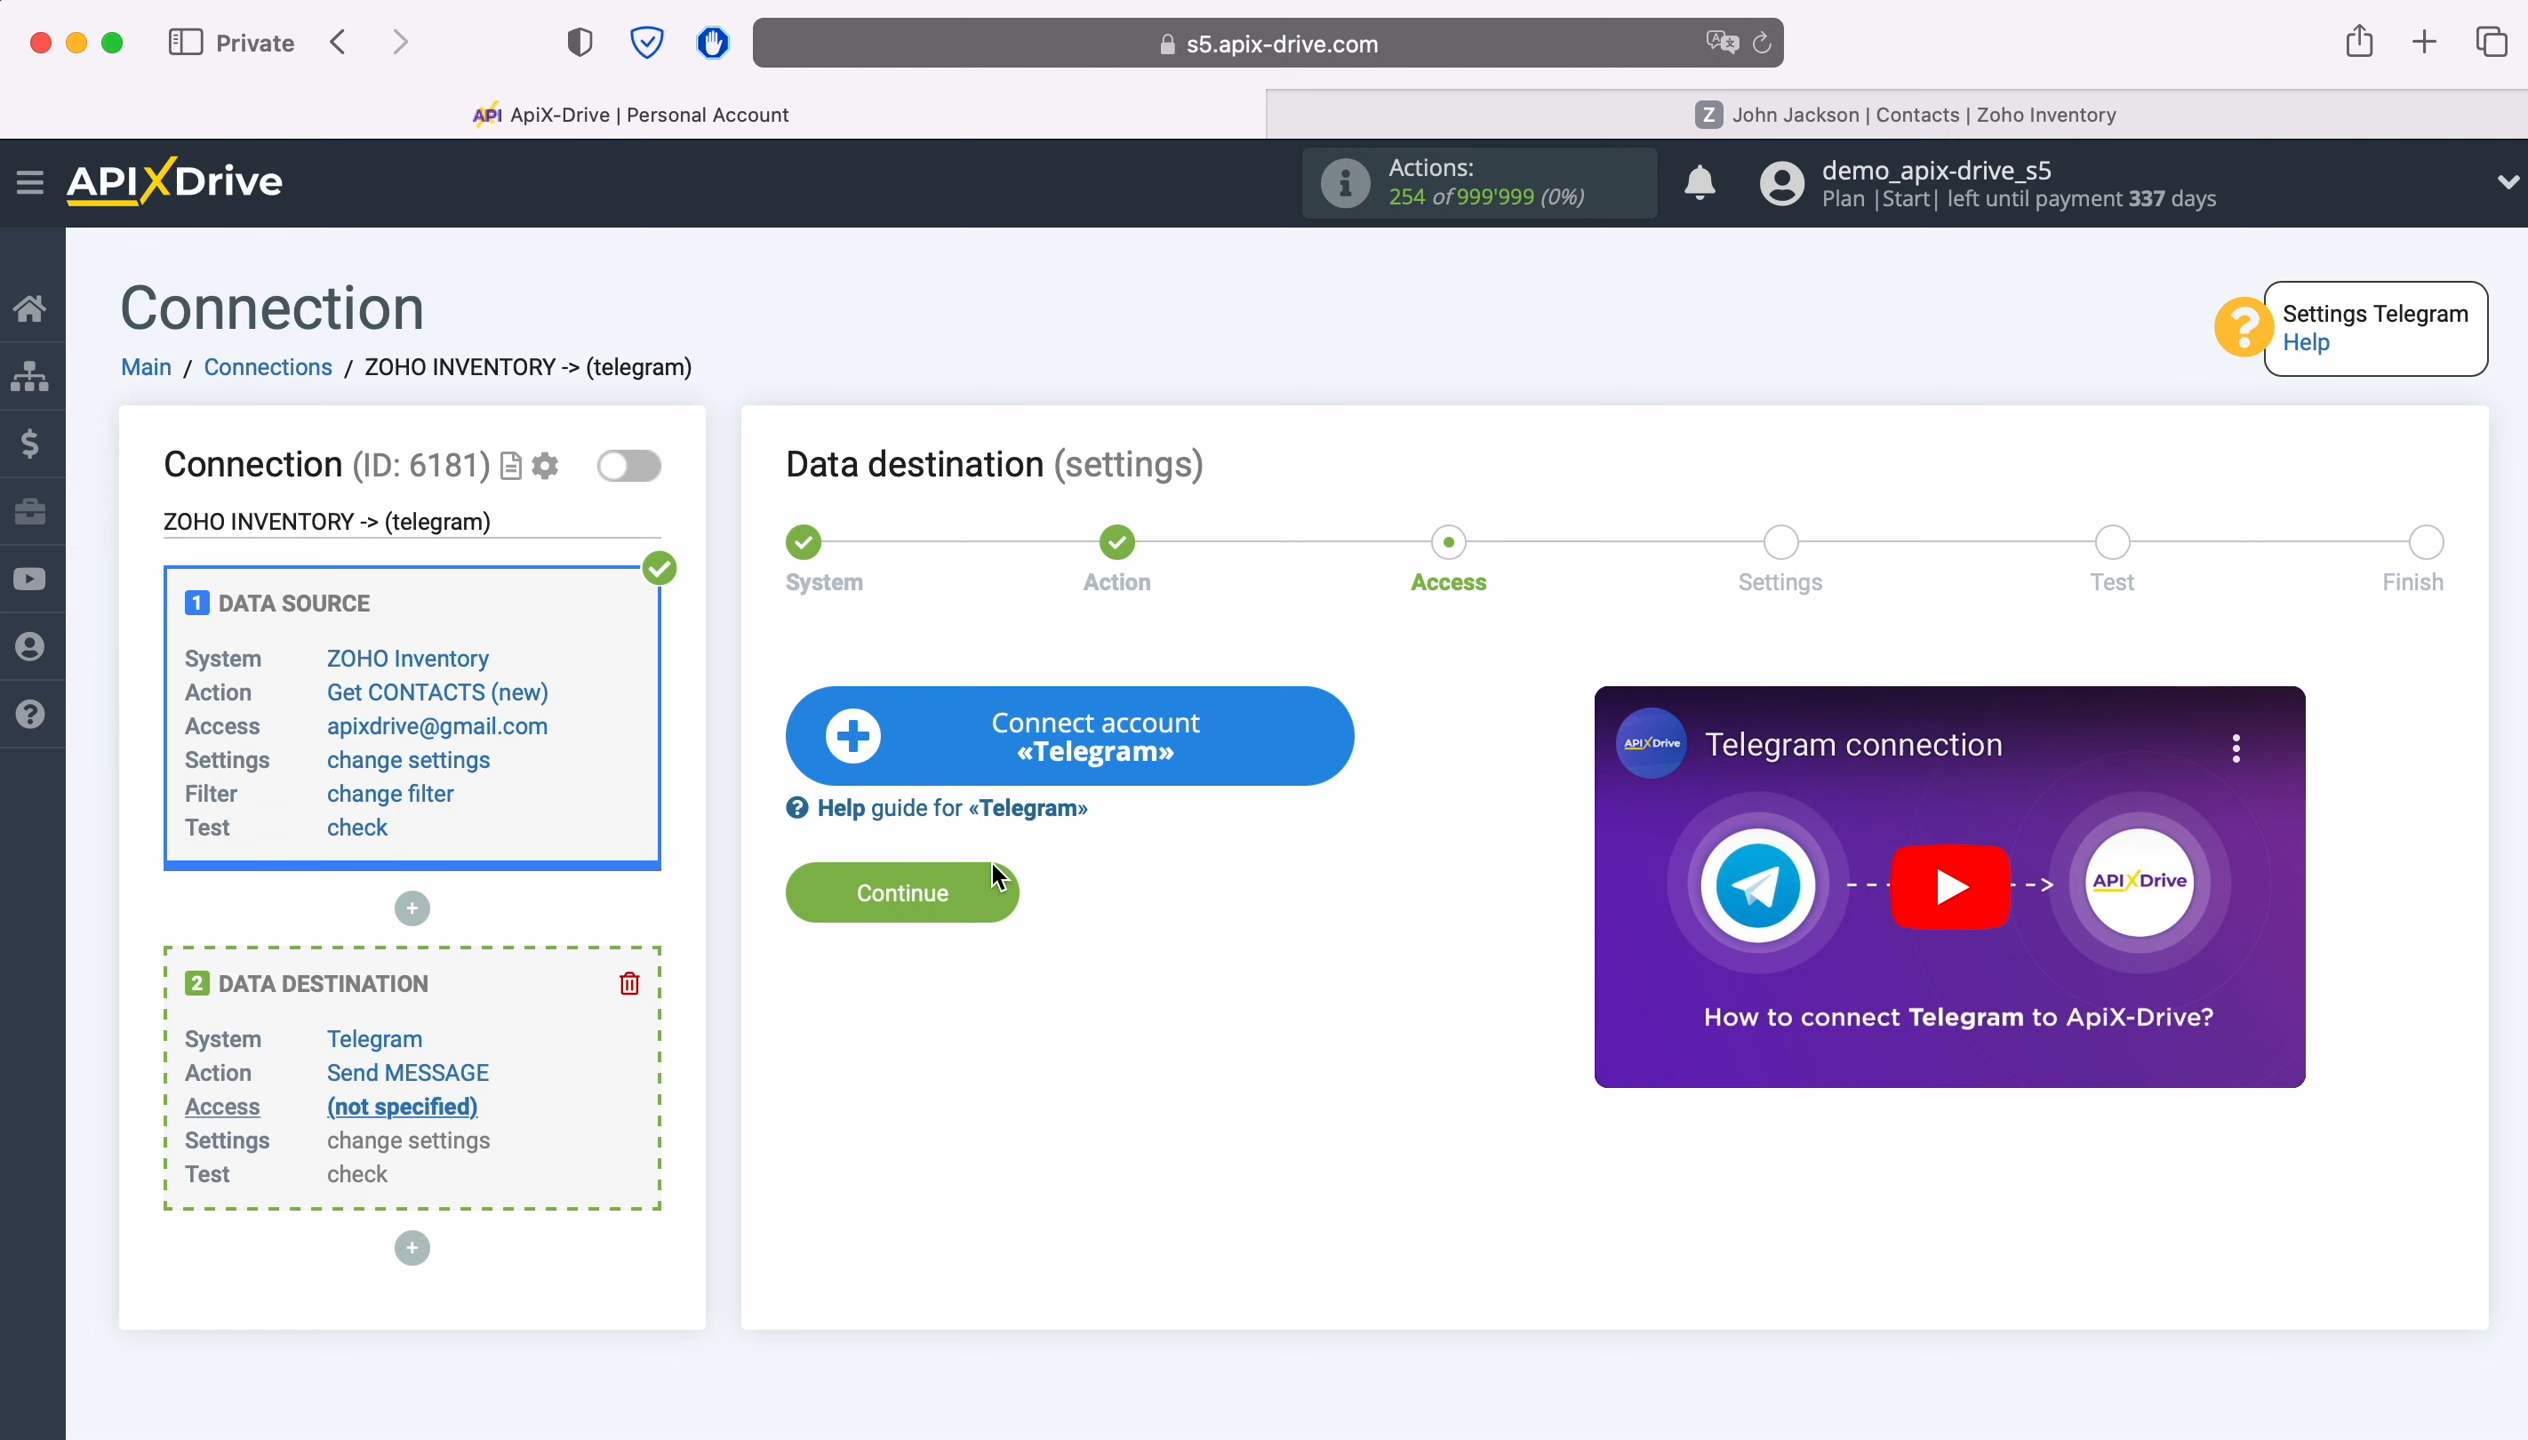 Private
s5.apix-drive.com
API ApiX-Drive | Personal Account
Z John Jackson | Contacts | Zoho Inventory
APIXDrive
Actions:
254 of 999'999 (0%)
demo_apix-drive_s5
Plan |Start| left until payment 337 days
Connection
Main / Connections / ZOHO INVENTORY -> (telegram)
Settings Telegram
Help
Connection (ID: 6181)
ZOHO INVENTORY -> (telegram)
1 DATA SOURCE
System ZOHO Inventory
Action Get CONTACTS (new)
Access apixdrive@gmail.com
Settings change settings
Filter change filter
Test check
2 DATA DESTINATION
System Telegram
Action Send MESSAGE
Access (not specified)
Settings change settings
Test check
Data destination (settings)
System
Action
Access
Settings
Test
Finish
Connect account
«Telegram»
Help guide for «Telegram»
Continue
APIXDrive
Telegram connection
APIXDrive
How to connect Telegram to ApiX-Drive?